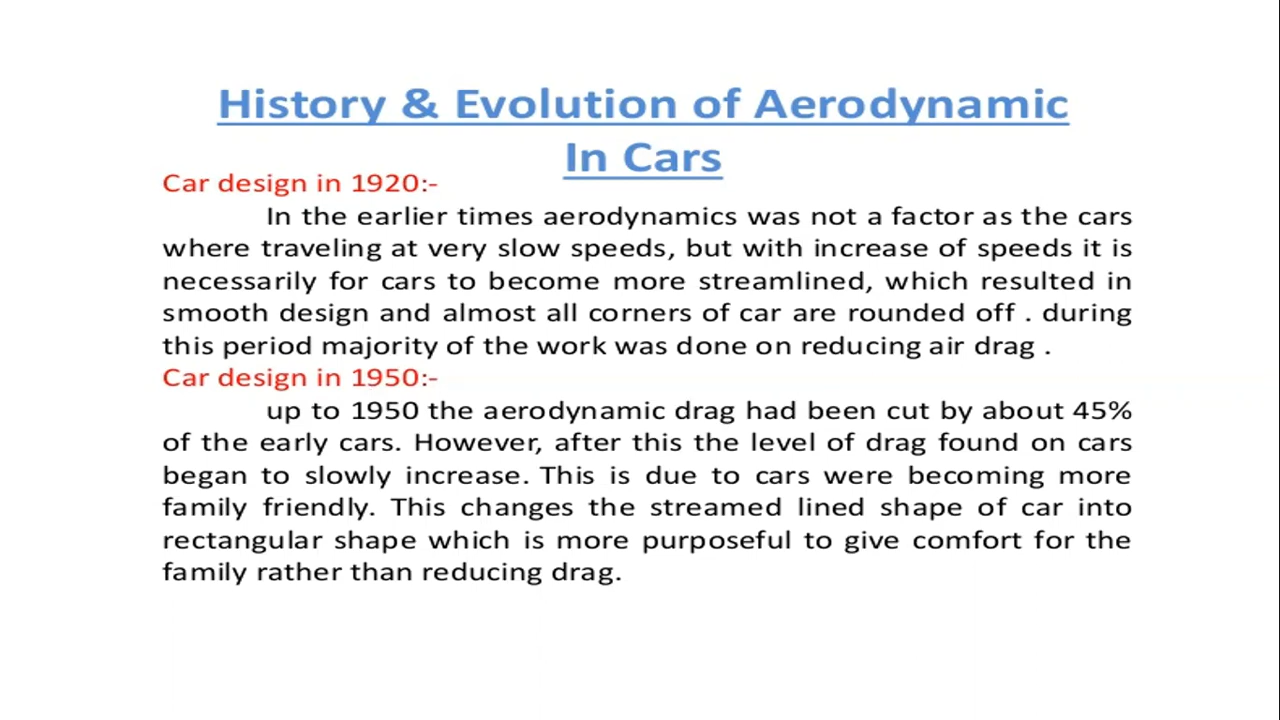 History & Evolution of Aerodynamic
In Cars
Car design in 1920:-
In the earlier times aerodynamics was not a factor as the cars
where traveling at very slow speeds, but with increase of speeds it is
necessarily for cars to become more streamlined, which resulted in
smooth design and almost all corners of car are rounded off . during
this period majority of the work was done on reducing air drag .
Car design in 1950:-
up to 1950 the aerodynamic drag had been cut by about 45%
of the early cars. However, after this the level of drag found on cars
began to slowly increase. This is due to cars were becoming more
family friendly. This changes the streamed lined shape of car into
rectangular shape which is more purposeful to give comfort for the
family rather than reducing drag.